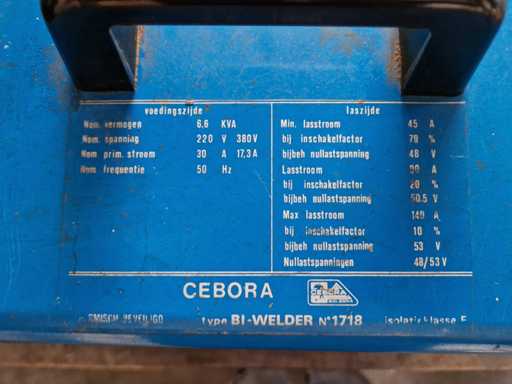 voedingszijde
Nom. vermogen 6,6 KVA
Nom. spanning 220 V 380 V
Nom. prim. stroom 30 A 17,3 A
Nom. frequentie 50 Hz
laszijde
Min. lasstroom 45 A
bij inschakelfactor 70 %
bijbeh nullastspanning 48 V
Lasstroom A
bij inschakelfactor 20 %
bijbeh nullastspanning 50.5 V
Max lasstroom 140 A
bij inschakelfactor 10 %
bijbeh nullastspanning 53 V
Nullastspanningen 48/53 V
CEBORA CEBORA
type BI-WELDER N° 1718 isolatieklasse F